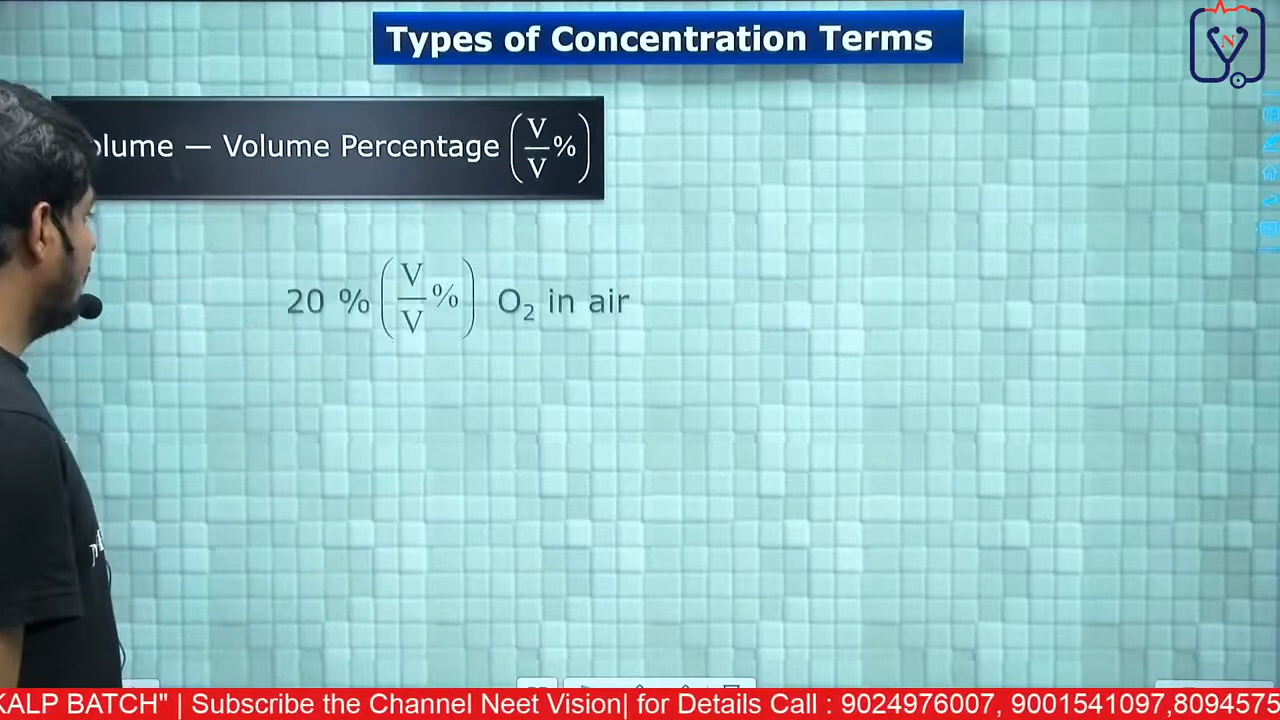 Types of Concentration Terms
N
olume — Volume Percentage (V/V %)
20 % (V/V %) O₂ in air
KALP BATCH" | Subscribe the Channel Neet Vision| for Details Call : 9024976007, 9001541097,8094575